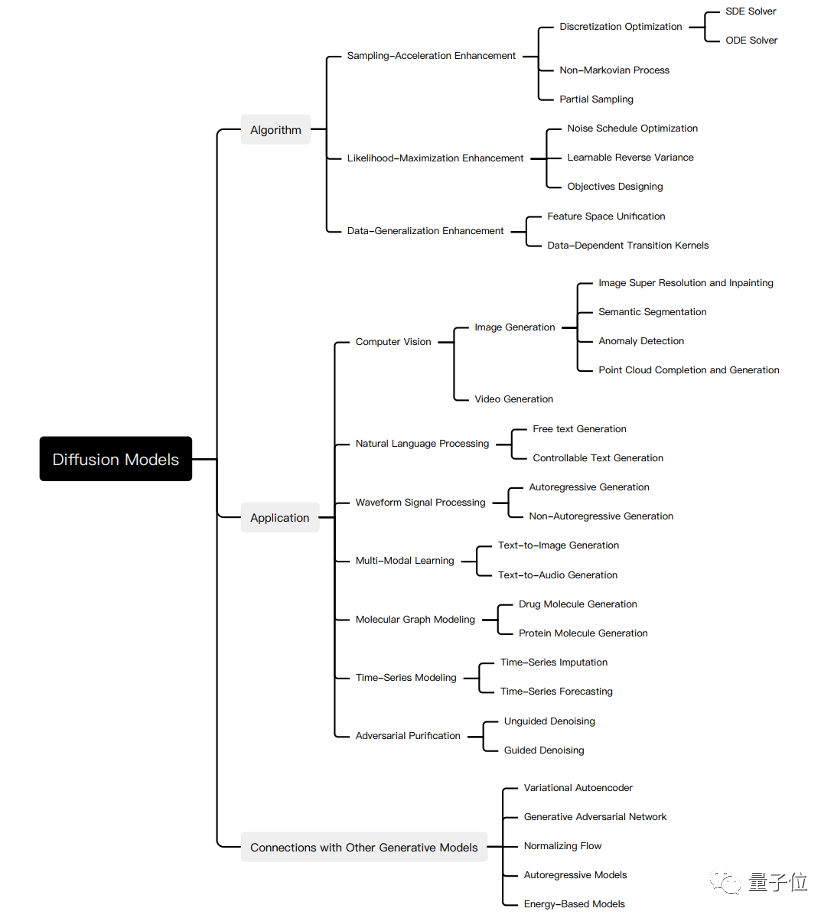 Diffusion Models
Algorithm
Sampling-Acceleration Enhancement
Discretization Optimization
SDE Solver
ODE Solver
Non-Markovian Process
Partial Sampling
Likelihood-Maximization Enhancement
Noise Schedule Optimization
Learnable Reverse Variance
Objectives Designing
Data-Generalization Enhancement
Feature Space Unification
Data-Dependent Transition Kernels
Application
Computer Vision
Image Generation
Image Super Resolution and Inpainting
Semantic Segmentation
Anomaly Detection
Point Cloud Completion and Generation
Video Generation
Natural Language Processing
Free text Generation
Controllable Text Generation
Waveform Signal Processing
Autoregressive Generation
Non-Autoregressive Generation
Multi-Modal Learning
Text-to-Image Generation
Text-to-Audio Generation
Molecular Graph Modeling
Drug Molecule Generation
Protein Molecule Generation
Time-Series Modeling
Time-Series Imputation
Time-Series Forecasting
Adversarial Purification
Unguided Denoising
Guided Denoising
Connections with Other Generative Models
Variational Autoencoder
Generative Adversarial Network
Normalizing Flow
Autoregressive Models
Energy-Based Models
量子位